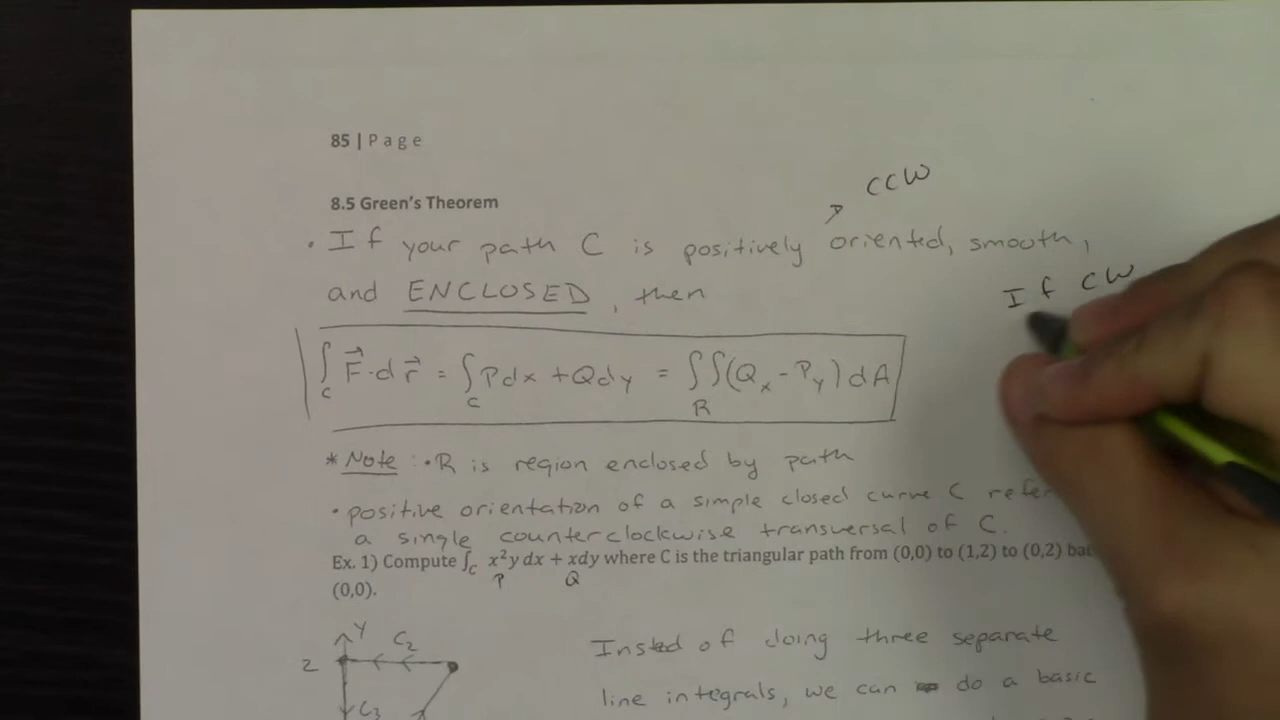 85 | Page
CCW
8.5 Green's Theorem
• If your path C is positively oriented, smooth,
and ENCLOSED, then
If CW
∫_C F⃗·dr⃗ = ∫_C Pdx + Qdy = ∫∫_R (Q_x - P_y) dA
* Note: • R is region enclosed by path
• positive orientation of a simple closed curve C
a single counterclockwise transversal of C.
Ex. 1) Compute ∫_C x²y dx + xdy where C is the triangular path from (0,0) to (1,2) to (0,2)
(0,0).
P Q
Y
C₂
2
C₃
Insted of doing three separate
line integrals, we can do a basic